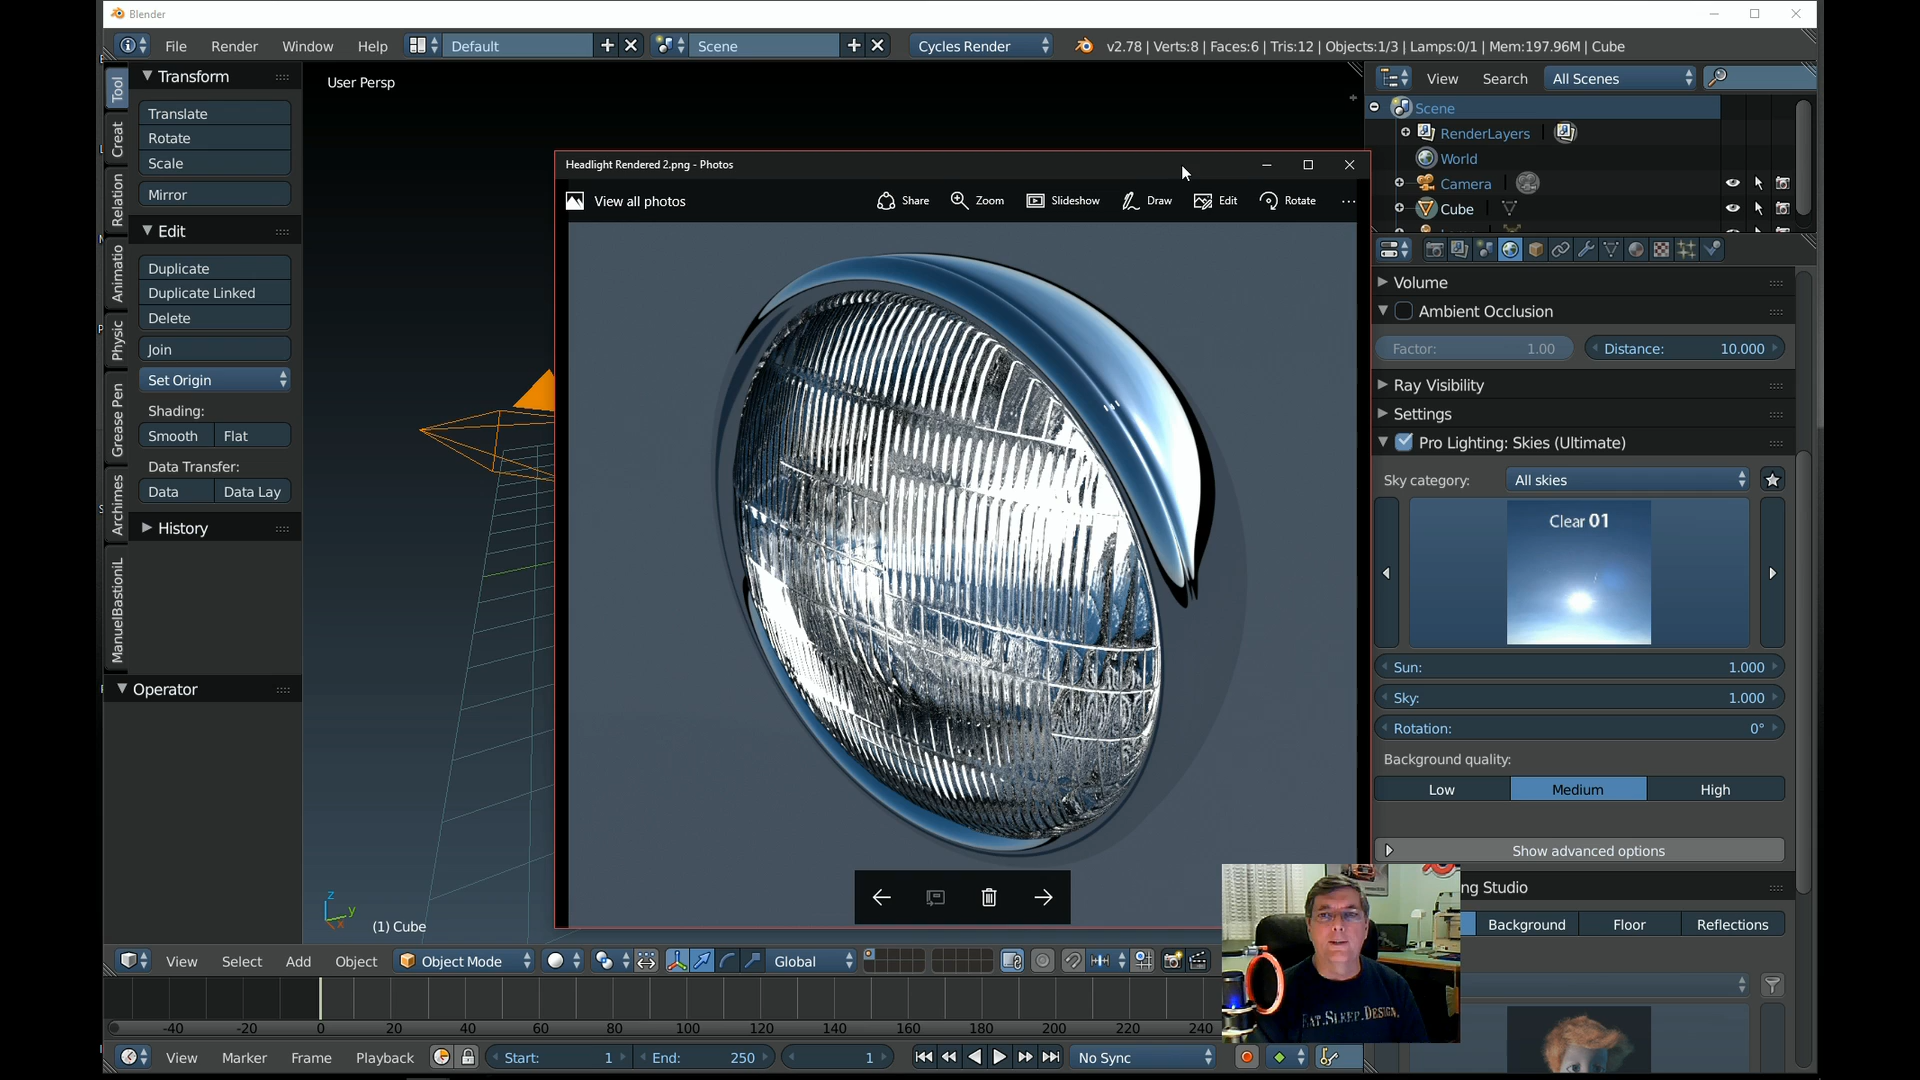 Blender
File Render Window Help Default Scene Cycles Render v2.78 | Verts:8 | Faces:6 | Tris:12 | Objects:1/3 | Lamps:0/1 | Mem:197.96M | Cube
Tool
Creat
Relation
Animatio
Physic
Grease Pen
Archimes
ManuelBastioniL
Transform
Translate
Rotate
Scale
Mirror
Edit
Duplicate
Duplicate Linked
Delete
Join
Set Origin
Shading:
Smooth Flat
Data Transfer:
Data Data Lay
History
Operator
User Persp
Headlight Rendered 2.png - Photos
View all photos Share Zoom Slideshow Draw Edit Rotate
z
y
x
(1) Cube
View Search All Scenes
Scene
RenderLayers
World
Camera
Cube
Volume
Ambient Occlusion
Factor: 1.00 Distance: 10.000
Ray Visibility
Settings
Pro Lighting: Skies (Ultimate)
Sky category: All skies
Clear 01
Sun: 1.000
Sky: 1.000
Rotation: 0°
Background quality:
Low Medium High
Show advanced options
ng Studio
Background Floor Reflections
EAT.SLEEP.DESIGN.
View Select Add Object Object Mode Global
-40 -20 0 20 40 60 80 100 120 140 160 180 200 220 240
View Marker Frame Playback Start: 1 End: 250 1 No Sync